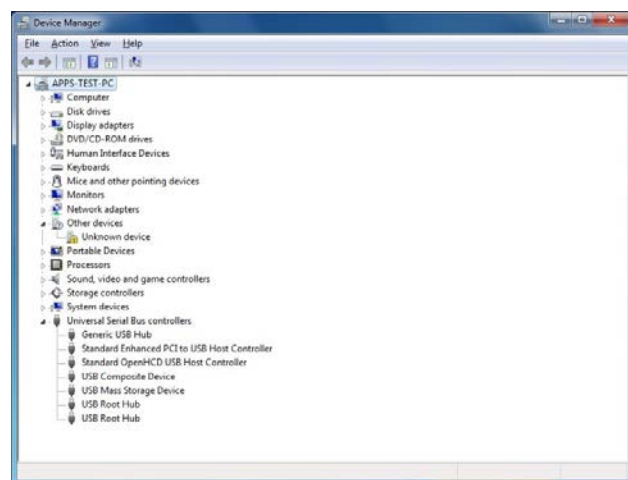 Device Manager
File Action View Help
APPS-TEST-PC
Computer
Disk drives
Display adapters
DVD/CD-ROM drives
Human Interface Devices
Keyboards
Mice and other pointing devices
Monitors
Network adapters
Other devices
Unknown device
Portable Devices
Processors
Sound, video and game controllers
Storage controllers
System devices
Universal Serial Bus controllers
Generic USB Hub
Standard Enhanced PCI to USB Host Controller
Standard OpenHCD USB Host Controller
USB Composite Device
USB Mass Storage Device
USB Root Hub
USB Root Hub